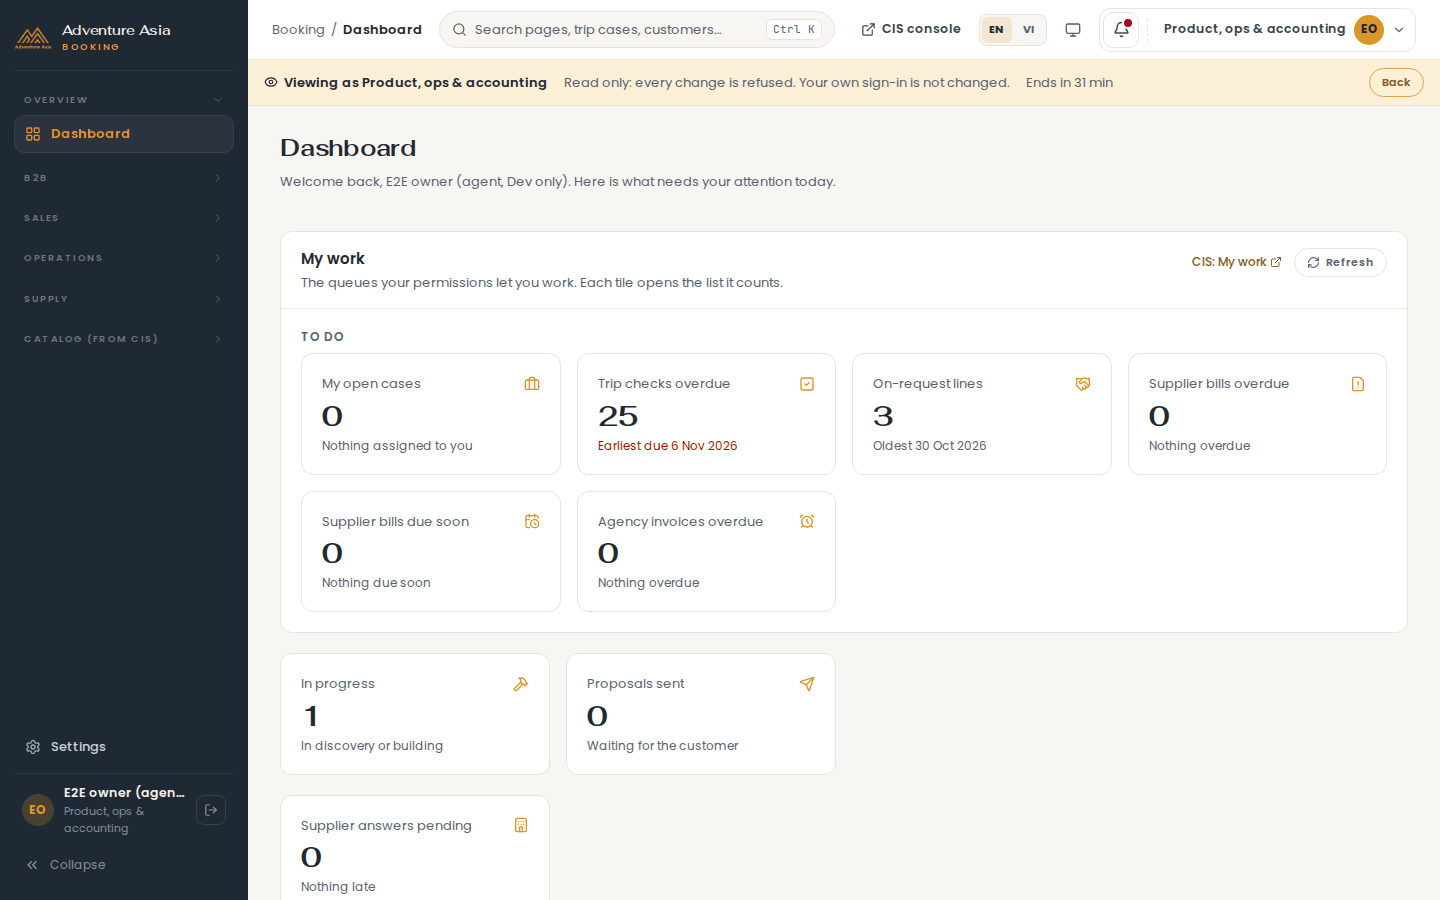 Adventure Asia
Adventure Asia
BOOKING
OVERVIEW
Dashboard
B2B
SALES
OPERATIONS
SUPPLY
CATALOG (FROM CIS)
Settings
EO
E2E owner (agen...
Product, ops &
accounting
Collapse
Booking / Dashboard
Search pages, trip cases, customers...
Ctrl K
CIS console
EN
VI
Product, ops & accounting
EO
Viewing as Product, ops & accounting
Read only: every change is refused. Your own sign-in is not changed.
Ends in 31 min
Back
Dashboard
Welcome back, E2E owner (agent, Dev only). Here is what needs your attention today.
My work
The queues your permissions let you work. Each tile opens the list it counts.
CIS: My work
Refresh
TO DO
My open cases
0
Nothing assigned to you
Trip checks overdue
25
Earliest due 6 Nov 2026
On-request lines
3
Oldest 30 Oct 2026
Supplier bills overdue
0
Nothing overdue
Supplier bills due soon
0
Nothing due soon
Agency invoices overdue
0
Nothing overdue
In progress
1
In discovery or building
Proposals sent
0
Waiting for the customer
Supplier answers pending
0
Nothing late